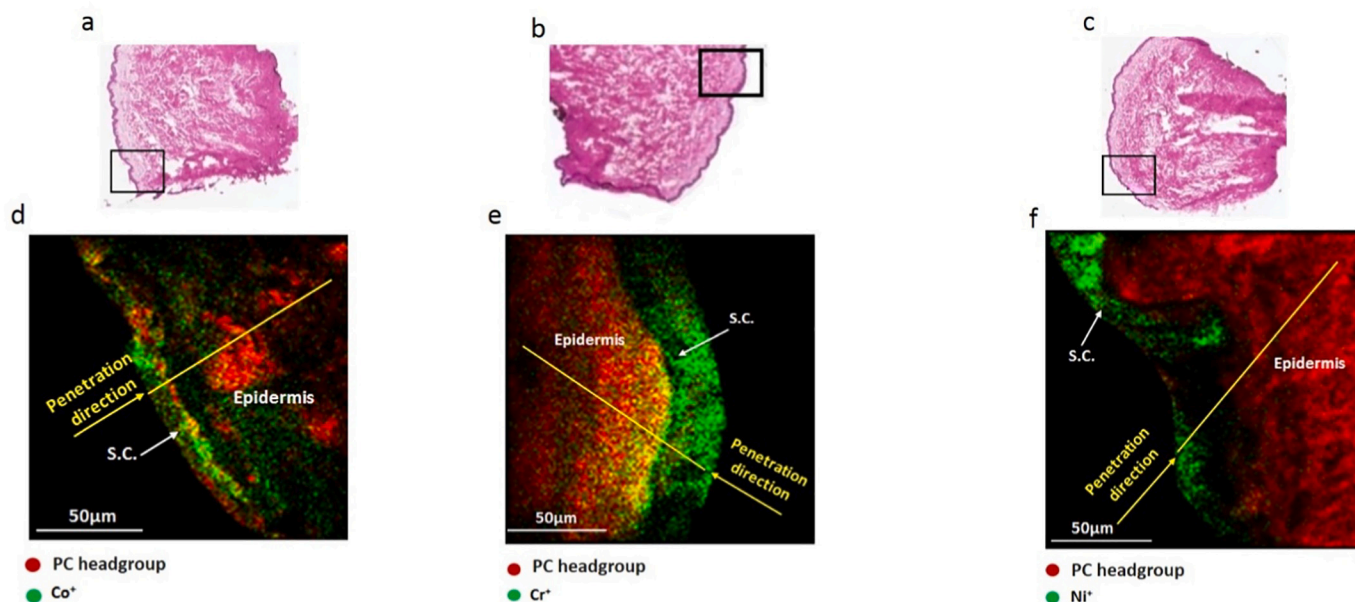 a
b
c
d
Penetration
direction
S.C.
Epidermis
50μm
PC headgroup
Co⁺
e
Epidermis
S.C.
Penetration
direction
50μm
PC headgroup
Cr⁺
f
S.C.
Epidermis
Penetration
direction
50μm
PC headgroup
Ni⁺